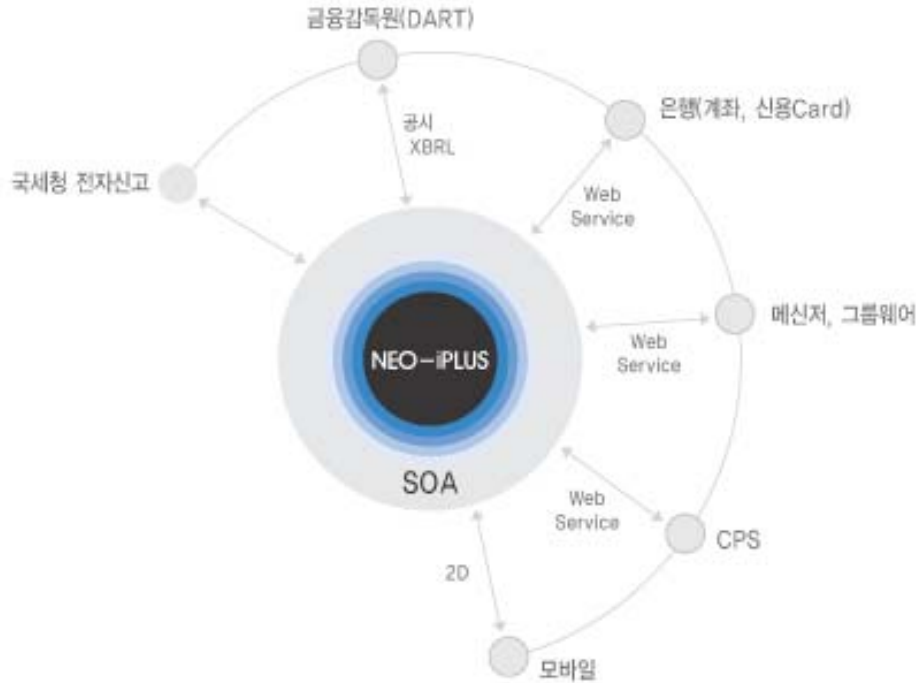 금융감독원(DART)
은행(계좌, 신용Card)
공시
XBRL
국세청 전자신고
Web
Service
메신저, 그룹웨어
Web
Service
NEO-iPLUS
SOA
Web
Service
CPS
2D
모바일